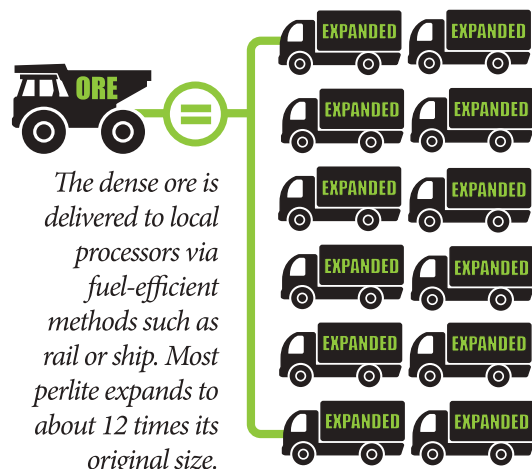 ORE
=
EXPANDED EXPANDED
EXPANDED EXPANDED
EXPANDED EXPANDED
EXPANDED EXPANDED
EXPANDED EXPANDED
EXPANDED EXPANDED
The dense ore is
delivered to local
processors via
fuel-efficient
methods such as
rail or ship. Most
perlite expands to
about 12 times its
original size.